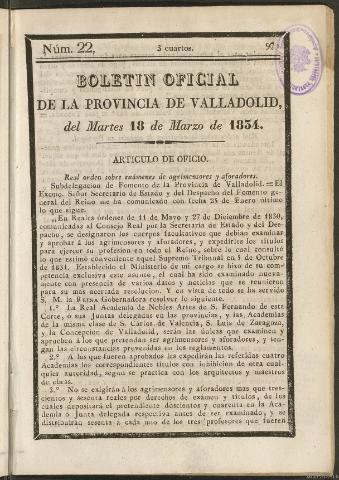 Núm. 22,
3 cuartos.
BOLETIN OFICIAL
DE LA PROVINCIA DE VALLADOLID,
del Martes 18 de Marzo de 1834.
ARTICULO DE OFICIO.
Real orden sobre exámenes de agrimensores y aforadores.
Subdelegacion de Fomento de la Provincia de Valladolid. = El
Excmo. Señor Secretario de Estado y del Despacho del Fomento ge-
neral del Reino me ha comunicado con fecha 25 de Enero último
lo que sigue.
„En Reales órdenes de 11 de Mayo y 27 de Diciembre de 1830,
comunicadas al Consejo Real por la Secretaría de Estado y del Des-
pacho, se designaron los cuerpos facultativos que debian examinar
y aprobar á los agrimensores y aforadores, y expedirles los títulos
para ejercer su profesion en todo el Reino, sobre lo cual consultó
lo que estimó conveniente aquel Supremo Tribunal en 5 de Octubre
de 1831. Establecido el Ministerio de mi cargo se hizo de su com-
petencia exclusiva este asunto, el cual ha sido examinado nueva-
mente con presencia de varios datos y noticias que se reunieron
para su mas acertada resolucion. Y en vista de todo se ha servido
S. M. la REINA Gobernadora resolver lo siguiente.
1.º La Real Academia de Nobles Artes de S. Fernando de esta
Corte, ó sus Juntas delegadas en las provincias, y las Academias
de la misma clase de S. Cárlos de Valencia, S. Luis de Zaragoza,
y la Concepcion de Valladolid, serán las únicas que examinen y
aprueben á los que pretendan ser agrimensores y aforadores, y ten-
gan las circunstancias prevenidas en los reglamentos.
2.º A los que fueren aprobados les expedirán las referidas cuatro
Academias los correspondientes títulos con inhibicion de otra cual-
quier autoridad, segun se practica con los arquitectos y maestros
de obras.
3.º No se exigirán á los agrimensores y aforadores mas que tres-
cientos y sesenta reales por derechos de exámen y títulos, de los
cuales depositará el pretendiente doscientos y cuarenta en la Aca-
demia ó Junta delegada respectiva antes de ser examinado, y se
distribuirán sesenta á cada uno de los tres profesores que fueren